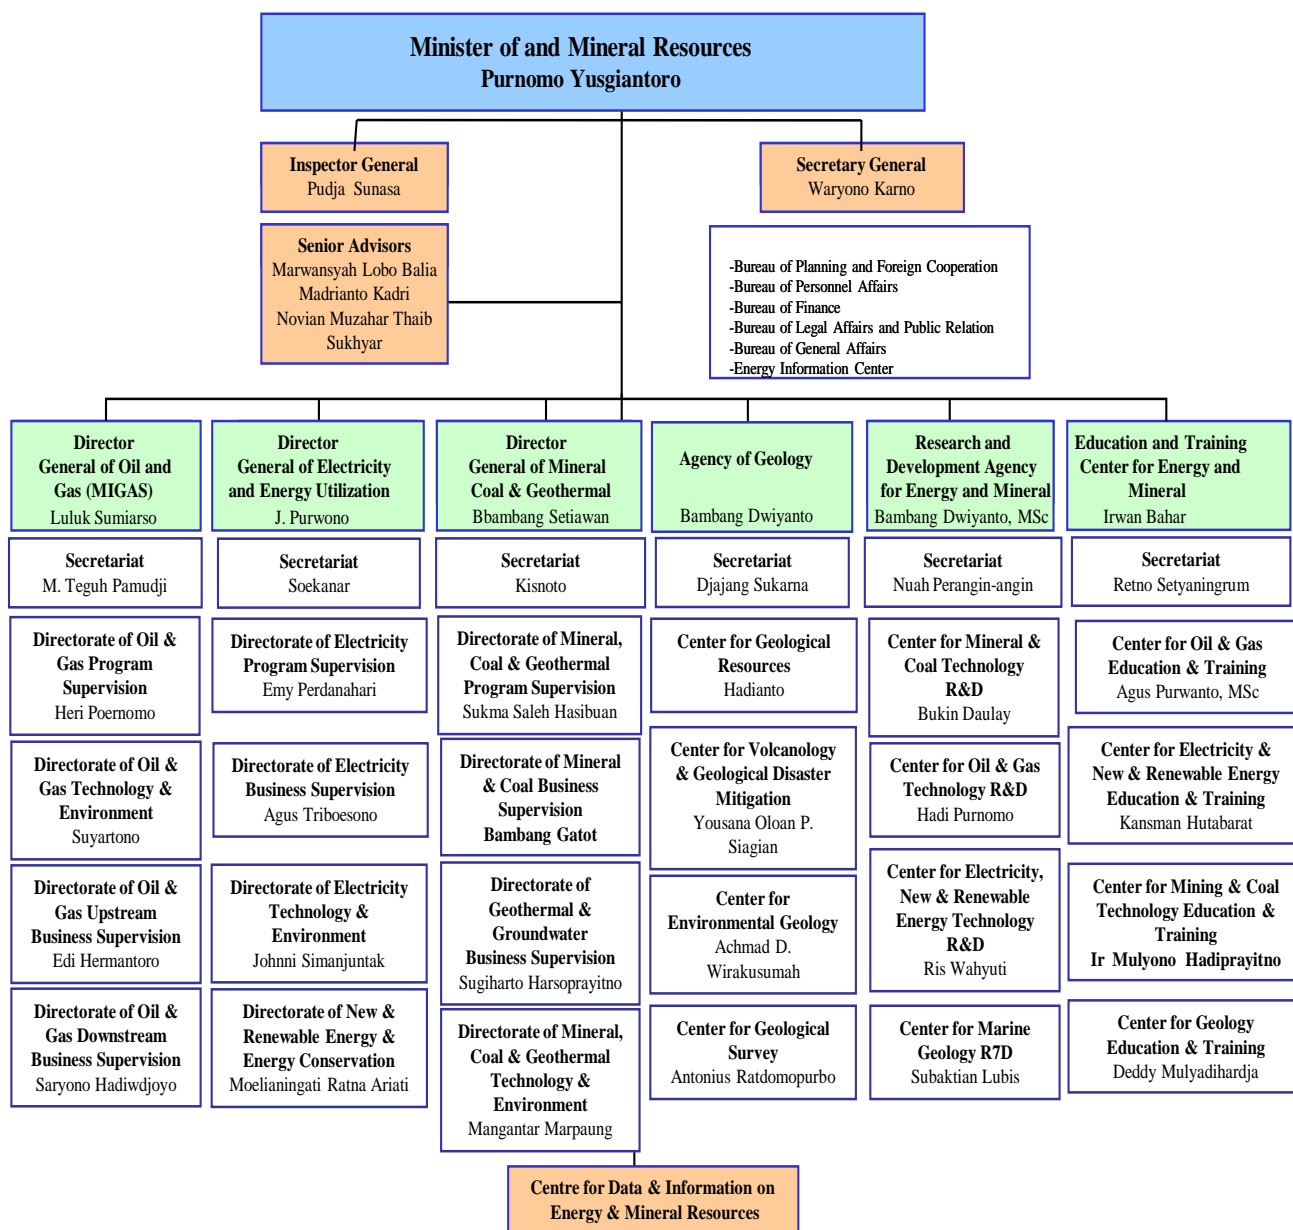 Minister of and Mineral Resources
Purnomo Yusgiantoro
Inspector General
Pudja Sunasa
Secretary General
Waryono Karno
Senior Advisors
Marwansyah Lobo Balia
Madrianto Kadri
Novian Muzahar Thaib
Sukhyar
-Bureau of Planning and Foreign Cooperation
-Bureau of Personnel Affairs
-Bureau of Finance
-Bureau of Legal Affairs and Public Relation
-Bureau of General Affairs
-Energy Information Center
Director
General of Oil and
Gas (MIGAS)
Luluk Sumiarso
Secretariat
M. Teguh Pamudji
Directorate of Oil &
Gas Program
Supervision
Heri Poernomo
Directorate of Oil &
Gas Technology &
Environment
Suyartono
Directorate of Oil &
Gas Upstream
Business Supervision
Edi Hermantoro
Directorate of Oil &
Gas Downstream
Business Supervision
Saryono Hadiwdjoyo
Director
General of Electricity
and Energy Utilization
J. Purwono
Secretariat
Soekanar
Directorate of Electricity
Program Supervision
Emy Perdanahari
Directorate of Electricity
Business Supervision
Agus Triboesono
Directorate of Electricity
Technology &
Environment
Johnni Simanjuntak
Directorate of New &
Renewable Energy &
Energy Conservation
Moelianingati Ratna Ariati
Director
General of Mineral
Coal & Geothermal
Bbambang Setiawan
Secretariat
Kisnoto
Directorate of Mineral,
Coal & Geothermal
Program Supervision
Sukma Saleh Hasibuan
Directorate of Mineral
& Coal Business
Supervision
Bambang Gatot
Directorate of
Geothermal &
Groundwater
Business Supervision
Sugiharto Harsoprayitno
Directorate of Mineral,
Coal & Geothermal
Technology &
Environment
Mangantar Marpaung
Agency of Geology
Bambang Dwiyanto
Secretariat
Djajang Sukarna
Center for Geological
Resources
Hadianto
Center for Volcanology
& Geological Disaster
Mitigation
Yousana Oloan P.
Siagian
Center for
Environmental Geology
Achmad D.
Wirakusumah
Center for Geological
Survey
Antonius Ratdomopurbo
Research and
Development Agency
for Energy and Mineral
Bambang Dwiyanto, MSc
Secretariat
Nuah Perangin-angin
Center for Mineral &
Coal Technology
R&D
Bukin Daulay
Center for Oil & Gas
Technology R&D
Hadi Purnomo
Center for Electricity,
New & Renewable
Energy Technology
R&D
Ris Wahyuti
Center for Marine
Geology R7D
Subaktian Lubis
Education and Training
Center for Energy and
Mineral
Irwan Bahar
Secretariat
Retno Setyaningrum
Center for Oil & Gas
Education & Training
Agus Purwanto, MSc
Center for Electricity &
New & Renewable Energy
Education & Training
Kansman Hutabarat
Center for Mining & Coal
Technology Education &
Training
Ir Mulyono Hadiprayitno
Center for Geology
Education & Training
Deddy Mulyadihardja
Centre for Data & Information on
Energy & Mineral Resources